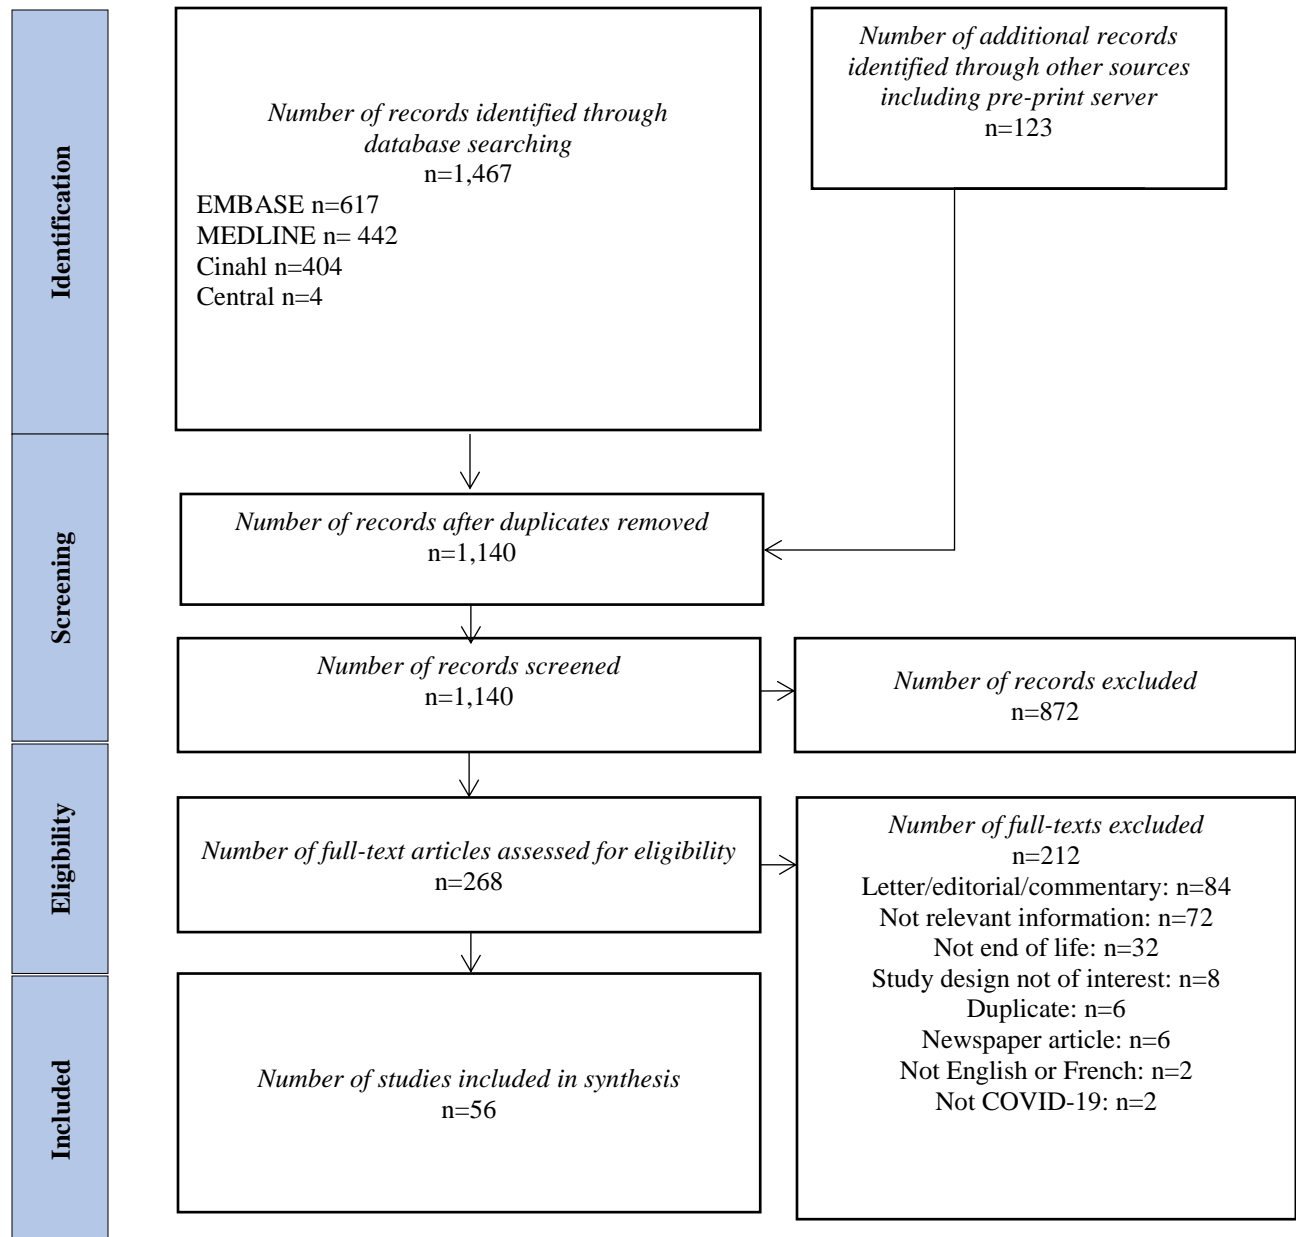 Identification
Number of records identified through
database searching
n=1,467
EMBASE n=617
MEDLINE n= 442
Cinahl n=404
Central n=4
Number of additional records
identified through other sources
including pre-print server
n=123
Screening
Number of records after duplicates removed
n=1,140
Number of records screened
n=1,140
Number of records excluded
n=872
Eligibility
Number of full-text articles assessed for eligibility
n=268
Number of full-texts excluded
n=212
Letter/editorial/commentary: n=84
Not relevant information: n=72
Not end of life: n=32
Study design not of interest: n=8
Duplicate: n=6
Newspaper article: n=6
Not English or French: n=2
Not COVID-19: n=2
Included
Number of studies included in synthesis
n=56